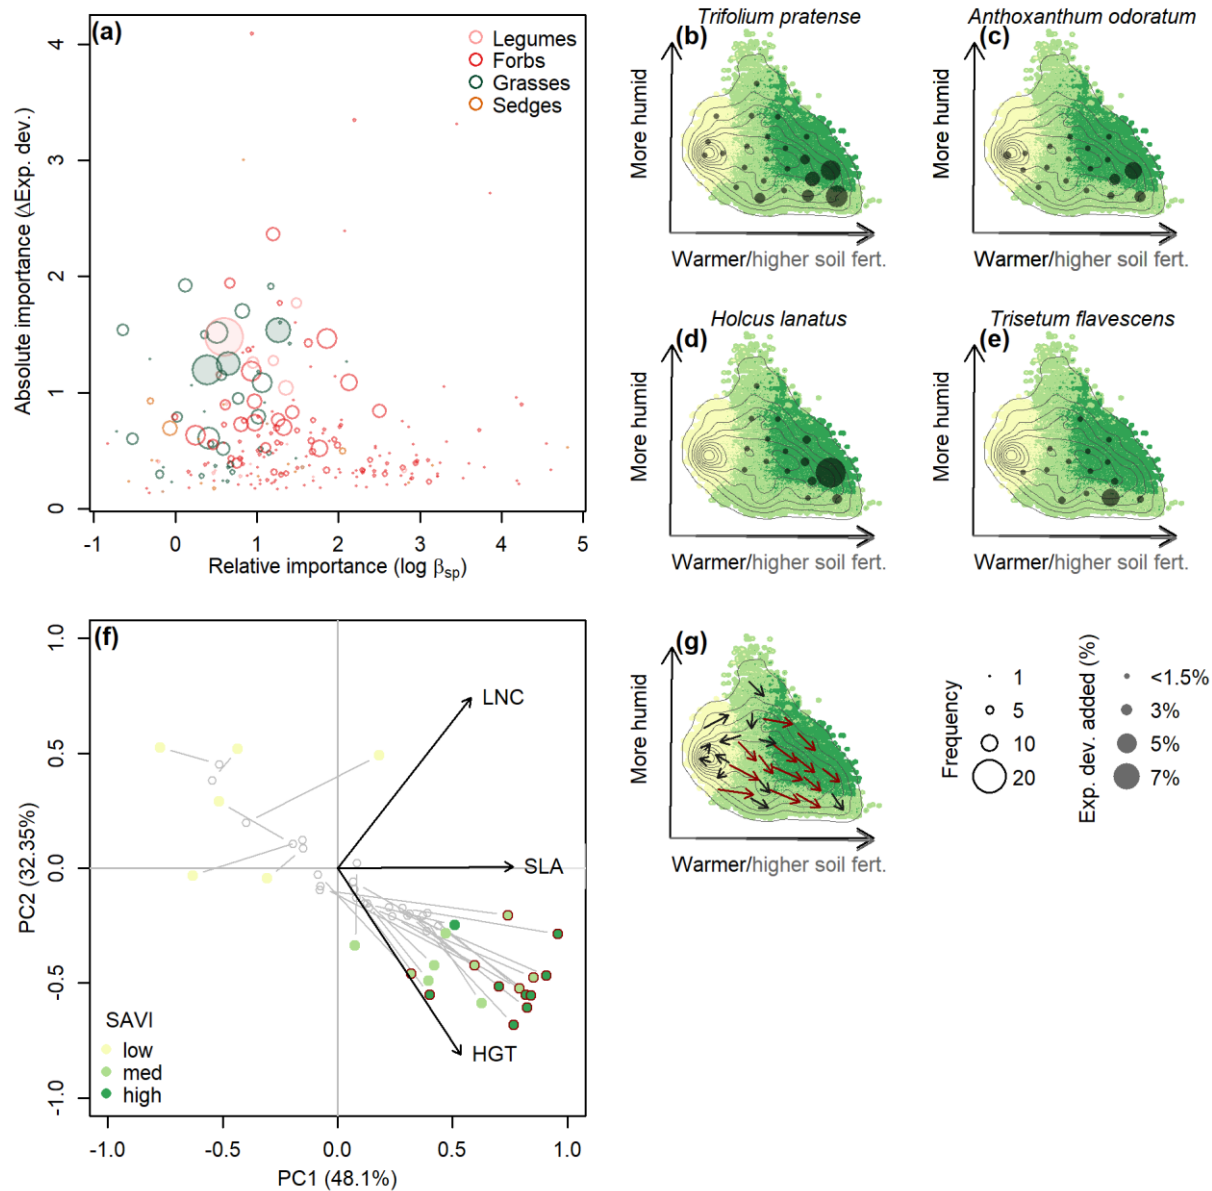 (a)
Legumes
Forbs
Grasses
Sedges
Absolute importance (ΔExp. dev.)
4
3
2
1
0
-1 0 1 2 3 4 5
Relative importance (log βsp)
Trifolium pratense
(b)
More humid
Warmer/higher soil fert.
Anthoxanthum odoratum
(c)
More humid
Warmer/higher soil fert.
Holcus lanatus
(d)
More humid
Warmer/higher soil fert.
Trisetum flavescens
(e)
More humid
Warmer/higher soil fert.
(f)
PC2 (32.35%)
1.0
0.5
0.0
-0.5
-1.0
LNC
SLA
HGT
SAVI
low
med
high
-1.0 -0.5 0.0 0.5 1.0
PC1 (48.1%)
(g)
More humid
Warmer/higher soil fert.
Frequency
1
5
10
20
Exp. dev. added (%)
<1.5%
3%
5%
7%